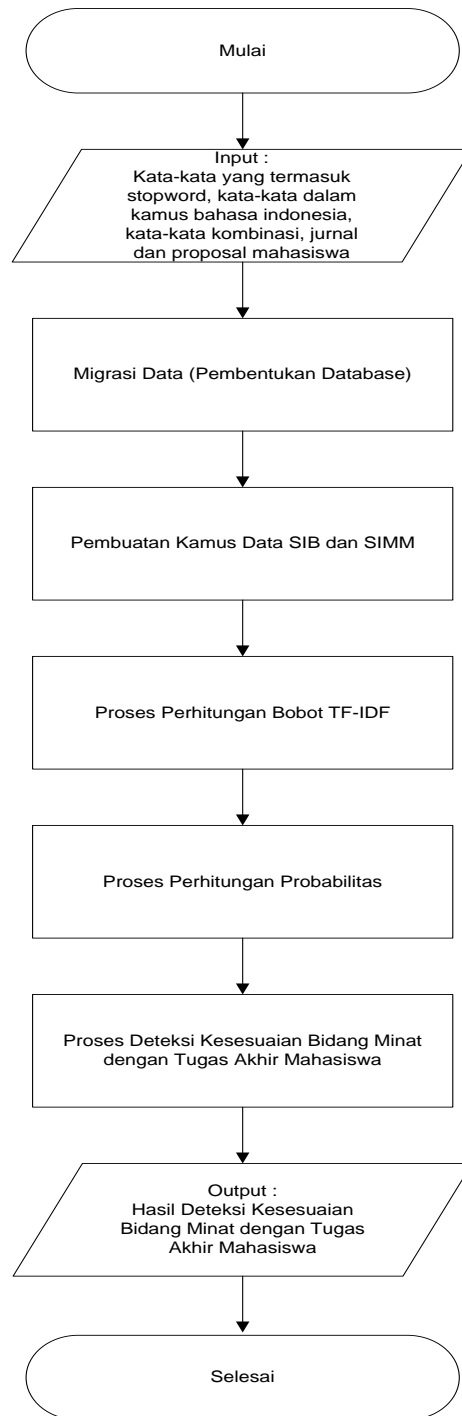 Mulai
Input :
Kata-kata yang termasuk
stopword, kata-kata dalam
kamus bahasa indonesia,
kata-kata kombinasi, jurnal
dan proposal mahasiswa
Migrasi Data (Pembentukan Database)
Pembuatan Kamus Data SIB dan SIMM
Proses Perhitungan Bobot TF-IDF
Proses Perhitungan Probabilitas
Proses Deteksi Kesesuaian Bidang Minat
dengan Tugas Akhir Mahasiswa
Output :
Hasil Deteksi Kesesuaian
Bidang Minat dengan Tugas
Akhir Mahasiswa
Selesai